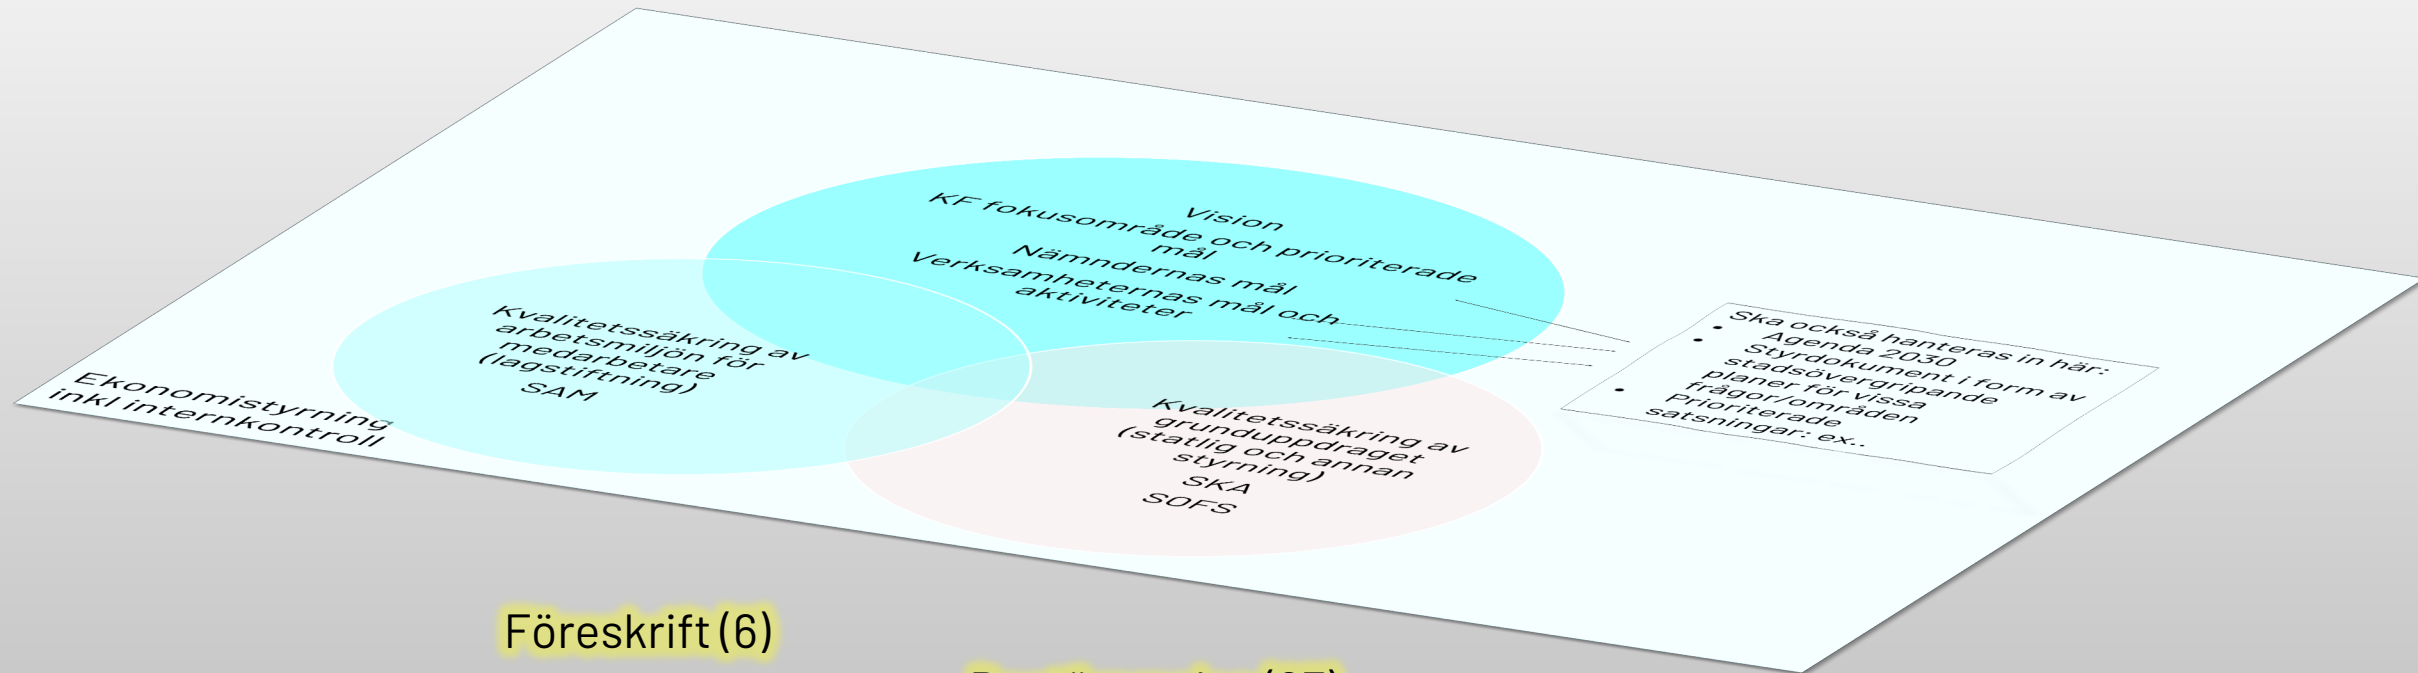 Vision
KF fokusområde och prioriterade
mål
Nämndernas mål
Verksamheternas mål och
aktiviteter
Kvalitetssäkring av
arbetsmiljön för
medarbetare
(lagstiftning)
SAM
Ekonomistyrning
inkl internkontroll
Kvalitetssäkring av
grunduppdraget
(statlig och annan
styrning)
SKA
SOFS
Ska också hanteras in här:
• Agenda 2030
• Styrdokument i form av
stadsövergripande
planer för vissa
frågor/områden
• Prioriterade
satsningar: ex..
Föreskrift (6)